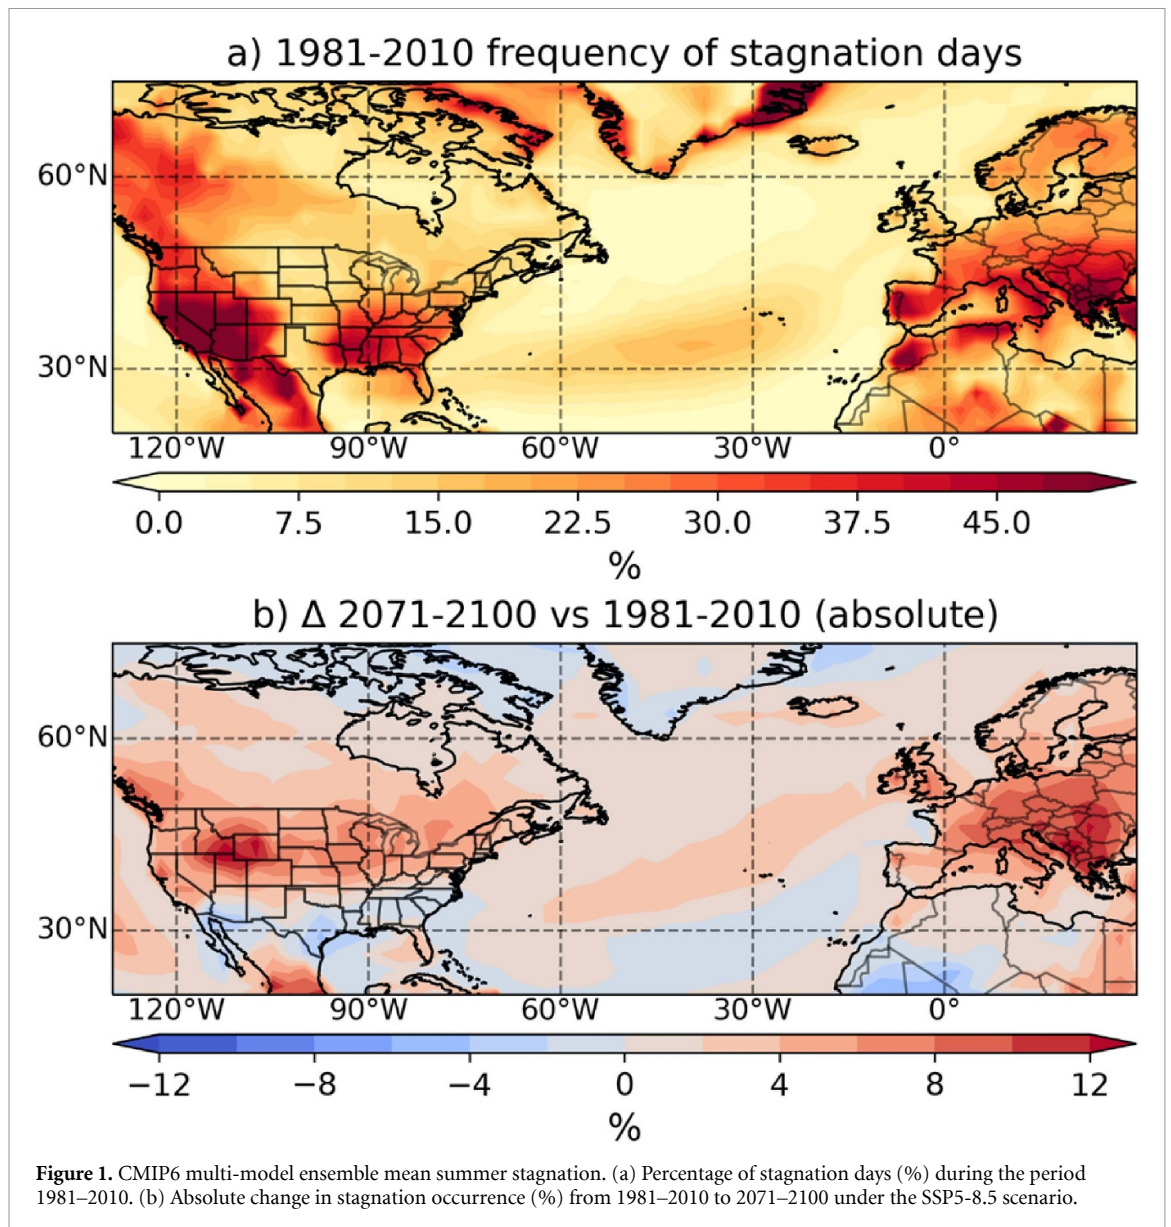 a) 1981-2010 frequency of stagnation days
60°N
30°N
120°W 90°W 60°W 30°W 0°
0.0 7.5 15.0 22.5 30.0 37.5 45.0
%
b) Δ 2071-2100 vs 1981-2010 (absolute)
60°N
30°N
120°W 90°W 60°W 30°W 0°
−12 −8 −4 0 4 8 12
%
Figure 1. CMIP6 multi-model ensemble mean summer stagnation. (a) Percentage of stagnation days (%) during the period
1981–2010. (b) Absolute change in stagnation occurrence (%) from 1981–2010 to 2071–2100 under the SSP5-8.5 scenario.